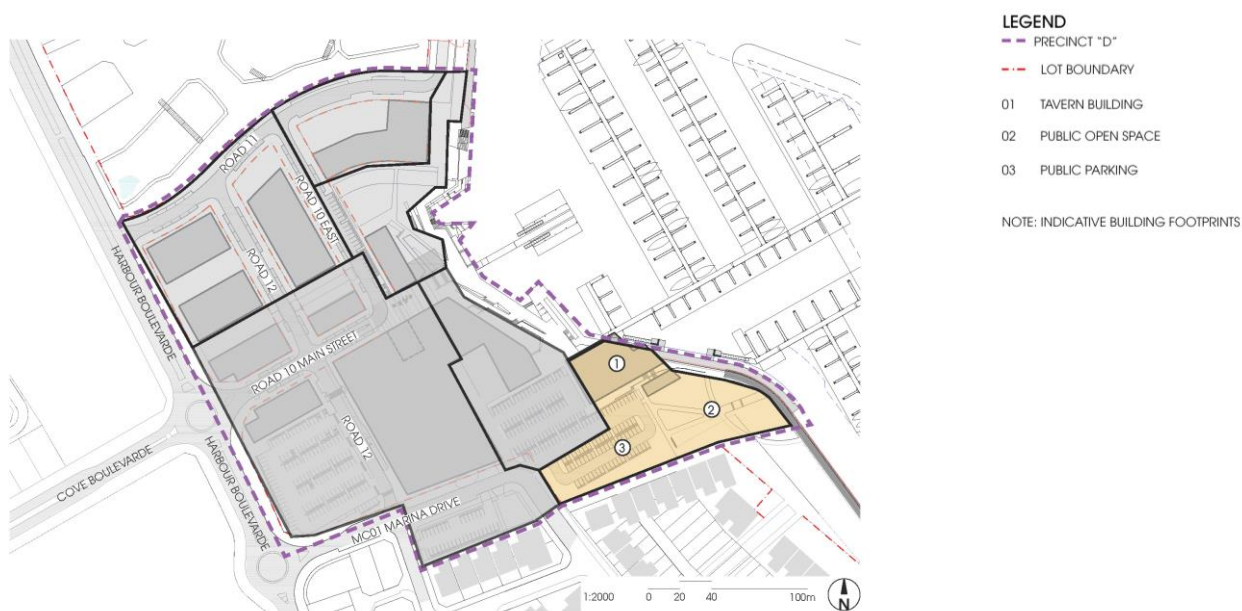 LEGEND
PRECINCT "D"
LOT BOUNDARY
01 TAVERN BUILDING
02 PUBLIC OPEN SPACE
03 PUBLIC PARKING
NOTE: INDICATIVE BUILDING FOOTPRINTS
ROAD 11
ROAD 10 EAST
HARBOUR BOULEVARDE
ROAD 12
ROAD 10 MAIN STREET
1
2
3
ROAD 12
COVE BOULEVARDE
HARBOUR BOULEVARDE
MC01 MARINA DRIVE
1:2000 0 20 40 100m
N